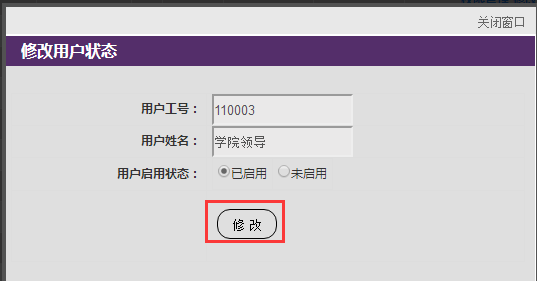 关闭窗口
修改用户状态
用户工号： 110003
用户姓名： 学院领导
用户启用状态： 已启用 未启用
修 改